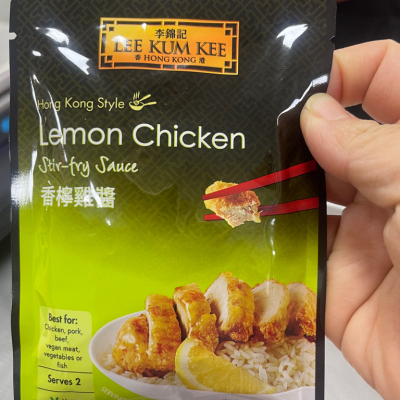 李錦記
LEE KUM KEE
香 HONG KONG 港
Hong Kong Style
Lemon Chicken
Stir-fry Sauce
香檸雞醬
Best for:
Chicken, pork,
beef,
vegan meat,
vegetables or
fish
Serves 2